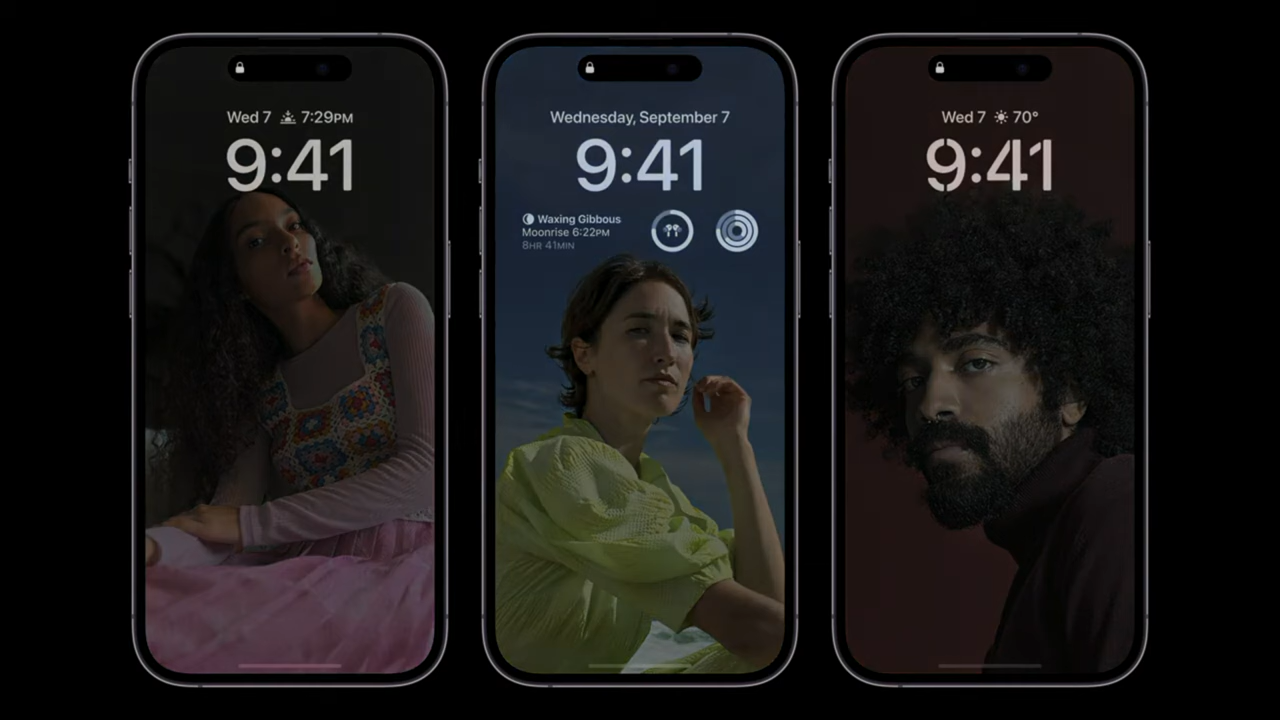 Wed 7 7:29PM
9:41
Wednesday, September 7
9:41
Waxing Gibbous
Moonrise 6:22PM
8HR 41MIN
Wed 7 70°
9:41